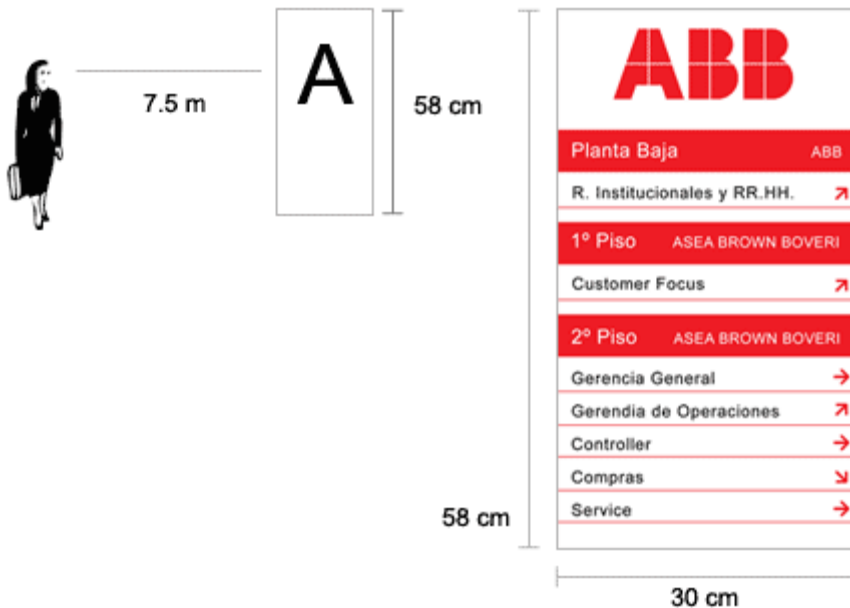 7.5 m
A
58 cm
ABB
Planta Baja ABB
R. Institucionales y RR.HH.
1º Piso ASEA BROWN BOVERI
Customer Focus
2º Piso ASEA BROWN BOVERI
Gerencia General
Gerendia de Operaciones
Controller
Compras
Service
58 cm
30 cm